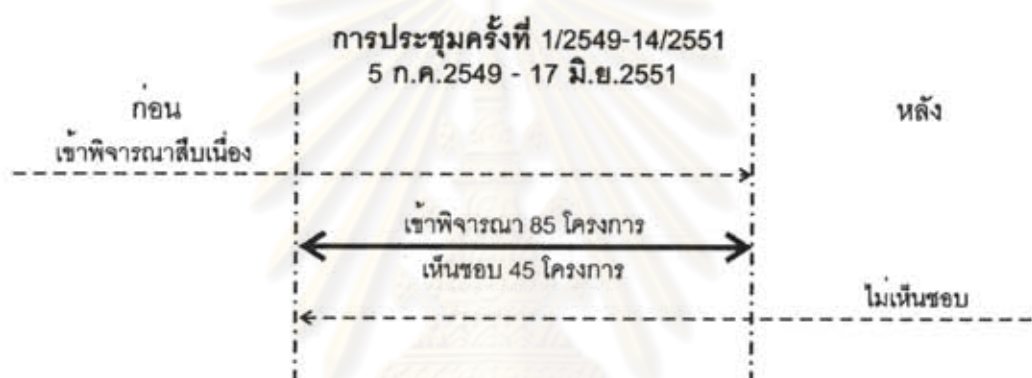 การประชุมครั้งที่ 1/2549-14/2551
5 ก.ค.2549 - 17 มิ.ย.2551
ก่อน
หลัง
เข้าพิจารณาสืบเนื่อง
เข้าพิจารณา 85 โครงการ
เห็นชอบ 45 โครงการ
ไม่เห็นชอบ